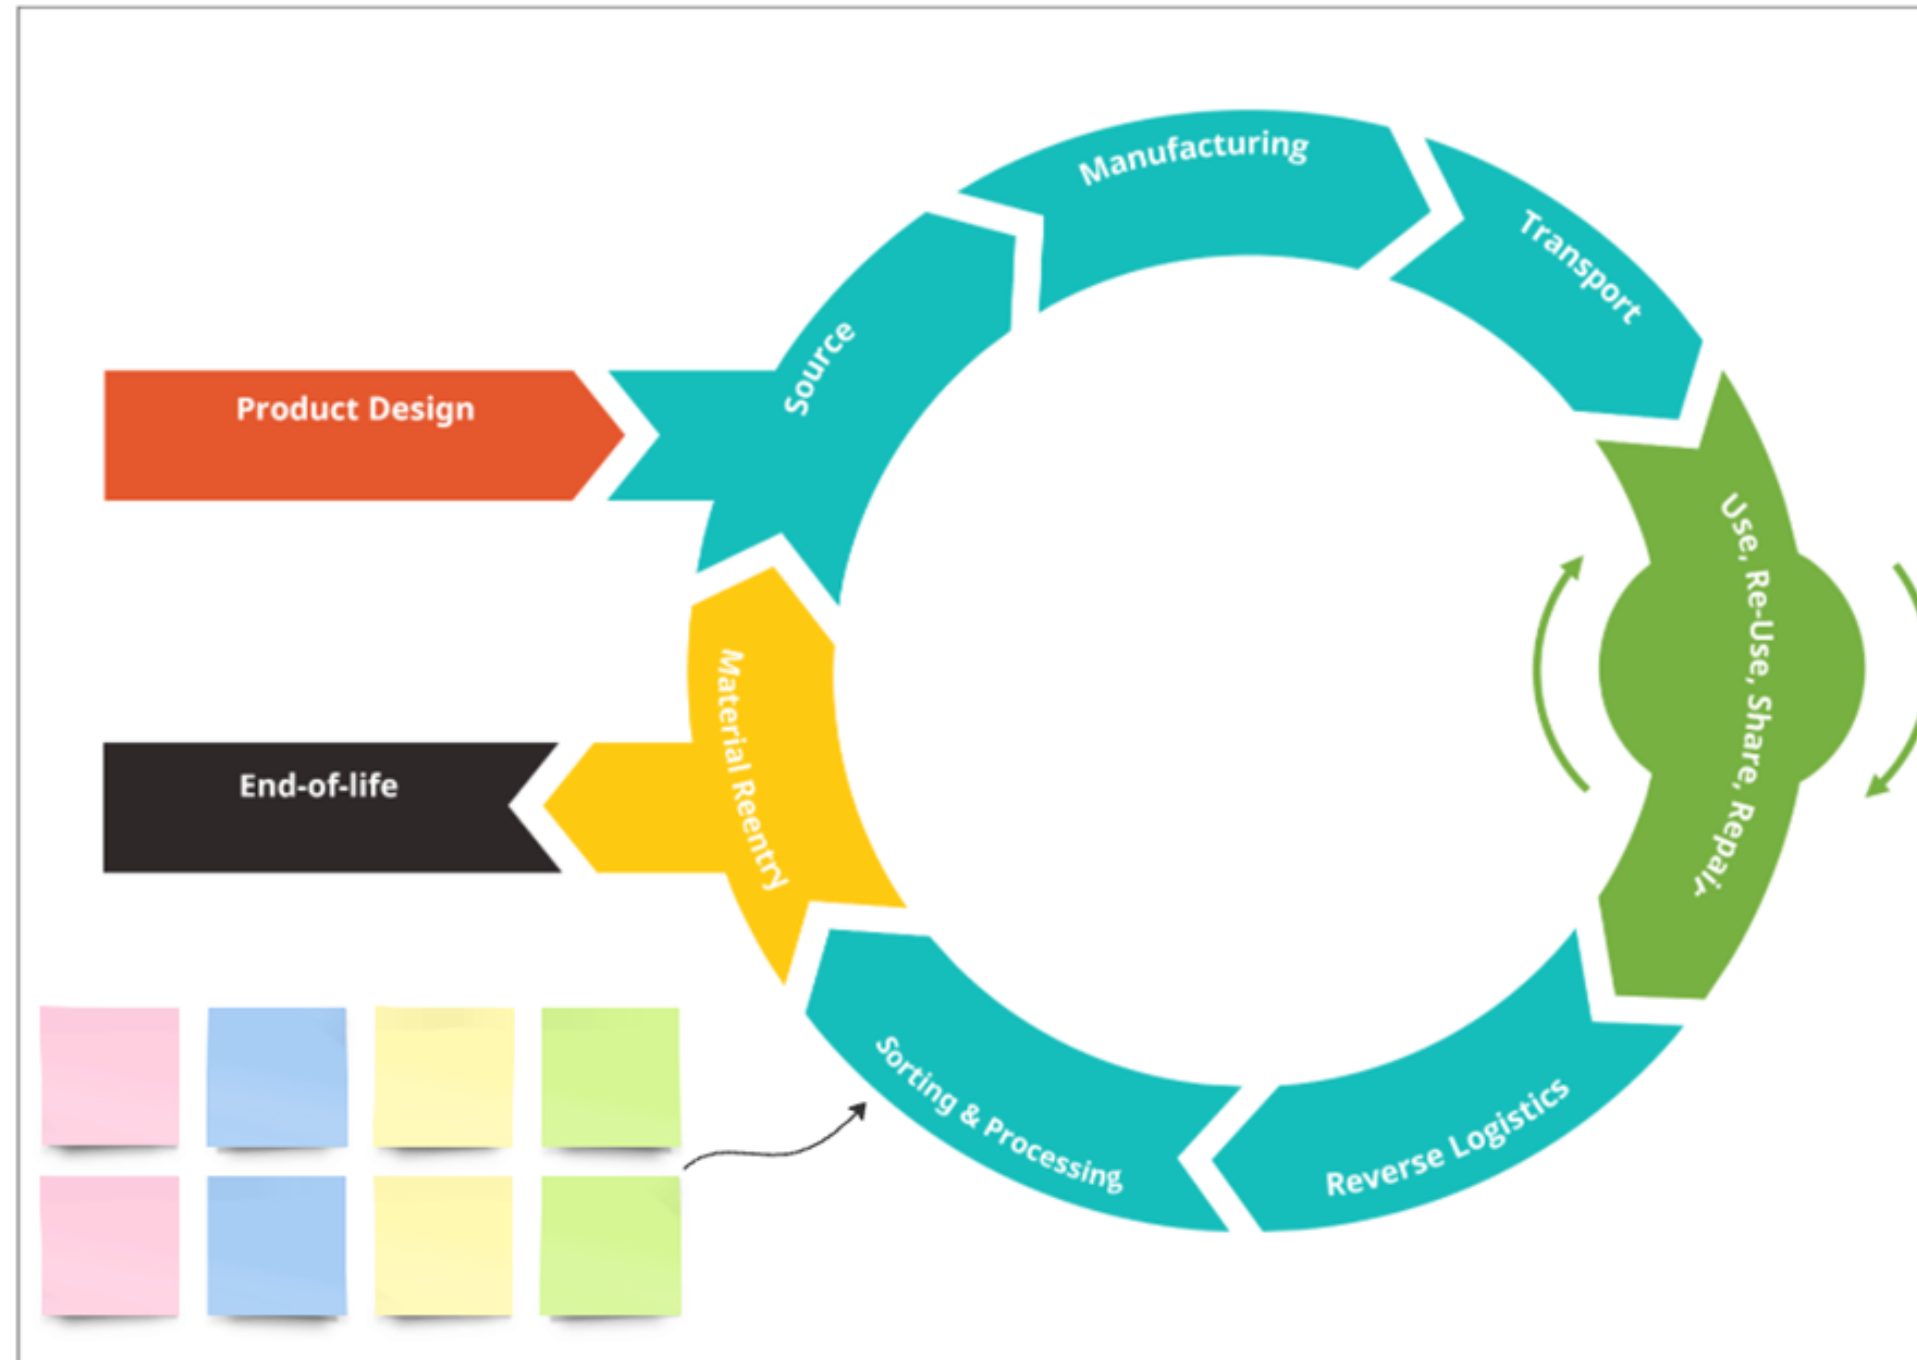 Manufacturing
Transport
Source
Product Design
Use, Re-Use, Share, Repair
Material Reentry
End-of-life
Sorting & Processing
Reverse Logistics